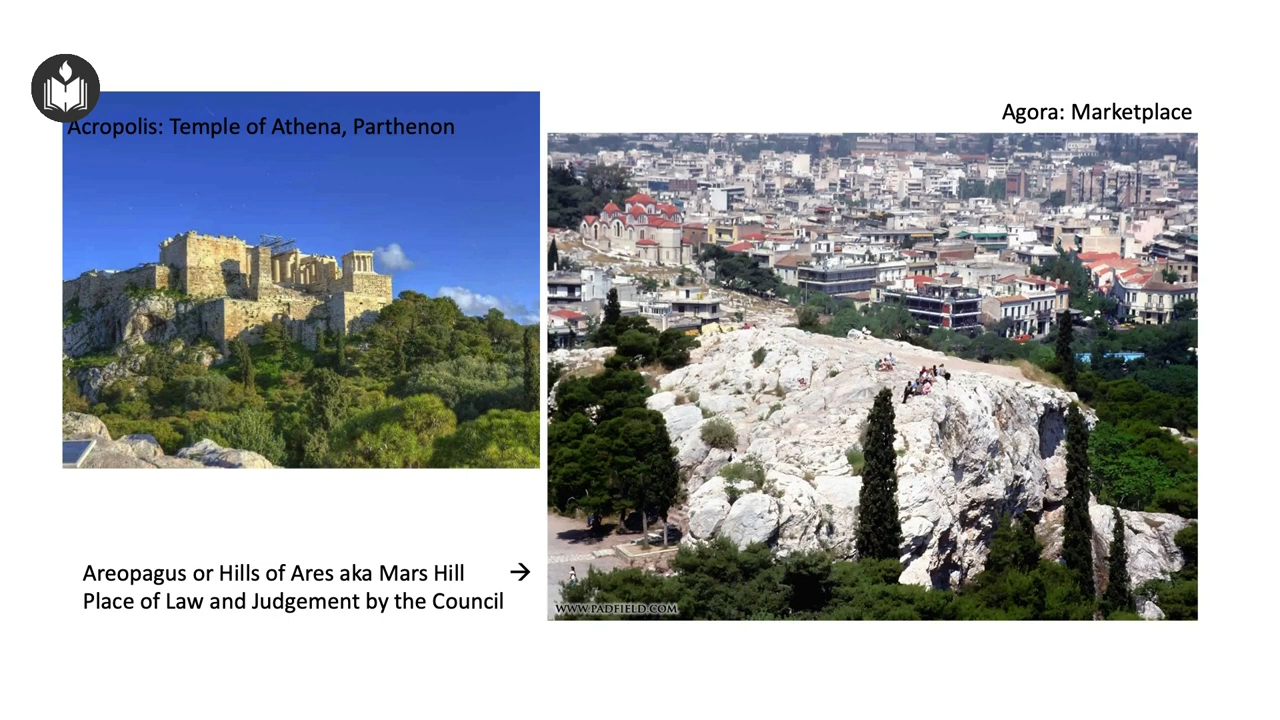 Acropolis: Temple of Athena, Parthenon
Agora: Marketplace
Areopagus or Hills of Ares aka Mars Hill →
Place of Law and Judgement by the Council
WWW.PADFIELD.COM